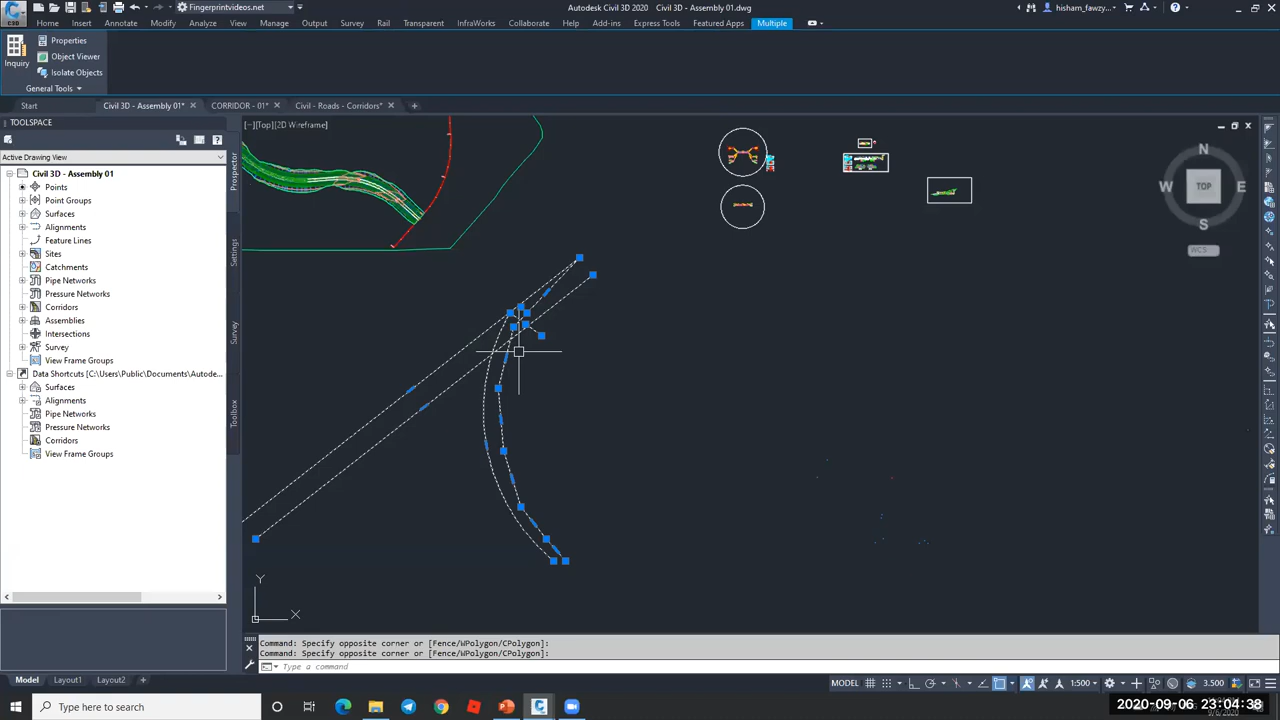 C3D
Fingerprintvideos.net
Autodesk Civil 3D 2020
Civil 3D - Assembly 01.dwg
hisham_fawzy...
Home
Insert
Annotate
Modify
Analyze
View
Manage
Output
Survey
Rail
Transparent
InfraWorks
Collaborate
Help
Add-ins
Express Tools
Featured Apps
Multiple
Inquiry
Properties
Object Viewer
Isolate Objects
General Tools
Start
Civil 3D - Assembly 01*
CORRIDOR - 01*
Civil - Roads - Corridors*
TOOLSPACE
Active Drawing View
Civil 3D - Assembly 01
Points
Point Groups
Surfaces
Alignments
Feature Lines
Sites
Catchments
Pipe Networks
Pressure Networks
Corridors
Assemblies
Intersections
Survey
View Frame Groups
Data Shortcuts [C:\Users\Public\Documents\Autode...
Surfaces
Alignments
Pipe Networks
Pressure Networks
Corridors
View Frame Groups
Prospector
Settings
Survey
Toolbox
[−][Top][2D Wireframe]
N
W
TOP
E
S
WCS
Y
X
Command: Specify opposite corner or [Fence/WPolygon/CPolygon]:
Command: Specify opposite corner or [Fence/WPolygon/CPolygon]:
Type a command
Model
Layout1
Layout2
MODEL
1:500
3.500
Type here to search
2020-09-06 23:04:38